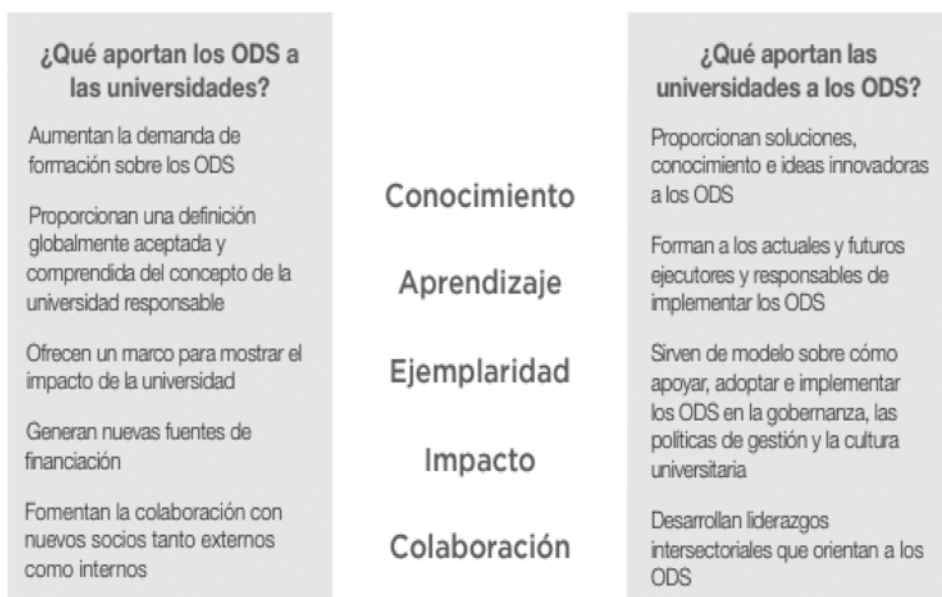 ¿Qué aportan los ODS a
las universidades?
Aumentan la demanda de
formación sobre los ODS
Proporcionan una definición
globalmente aceptada y
comprendida del concepto de la
universidad responsable
Ofrecen un marco para mostrar el
impacto de la universidad
Generan nuevas fuentes de
financiación
Fomentan la colaboración con
nuevos socios tanto externos
como internos
Conocimiento
Aprendizaje
Ejemplaridad
Impacto
Colaboración
¿Qué aportan las
universidades a los ODS?
Proporcionan soluciones,
conocimiento e ideas innovadoras
a los ODS
Forman a los actuales y futuros
ejecutores y responsables de
implementar los ODS
Sirven de modelo sobre cómo
apoyar, adoptar e implementar
los ODS en la gobernanza, las
políticas de gestión y la cultura
universitaria
Desarrollan liderazgos
intersectoriales que orientan a los
ODS